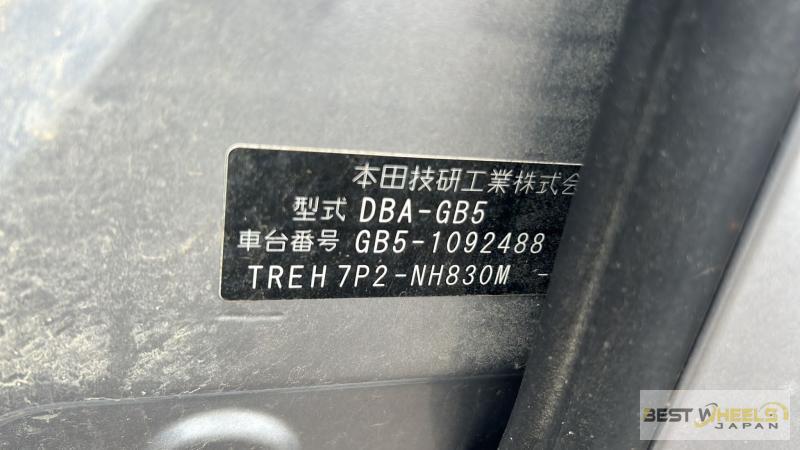 本田技研工業株式会
型式 DBA-GB5
車台番号 GB5-1092488
TREH 7P2-NH830M -
BEST WHEELS
JAPAN